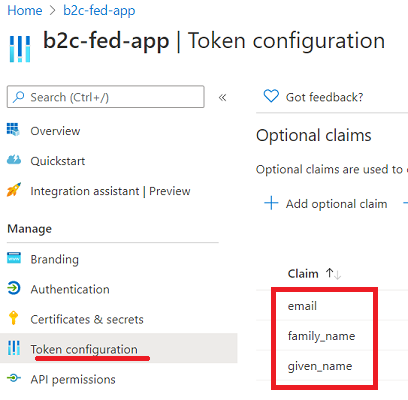 Home > b2c-fed-app >
b2c-fed-app | Token configuration
Search (Ctrl+/)
«
Overview
Quickstart
Integration assistant | Preview
Manage
Branding
Authentication
Certificates & secrets
Token configuration
API permissions
Got feedback?
Optional claims
Optional claims are used to
+ Add optional claim
Claim ↑↓
email
family_name
given_name